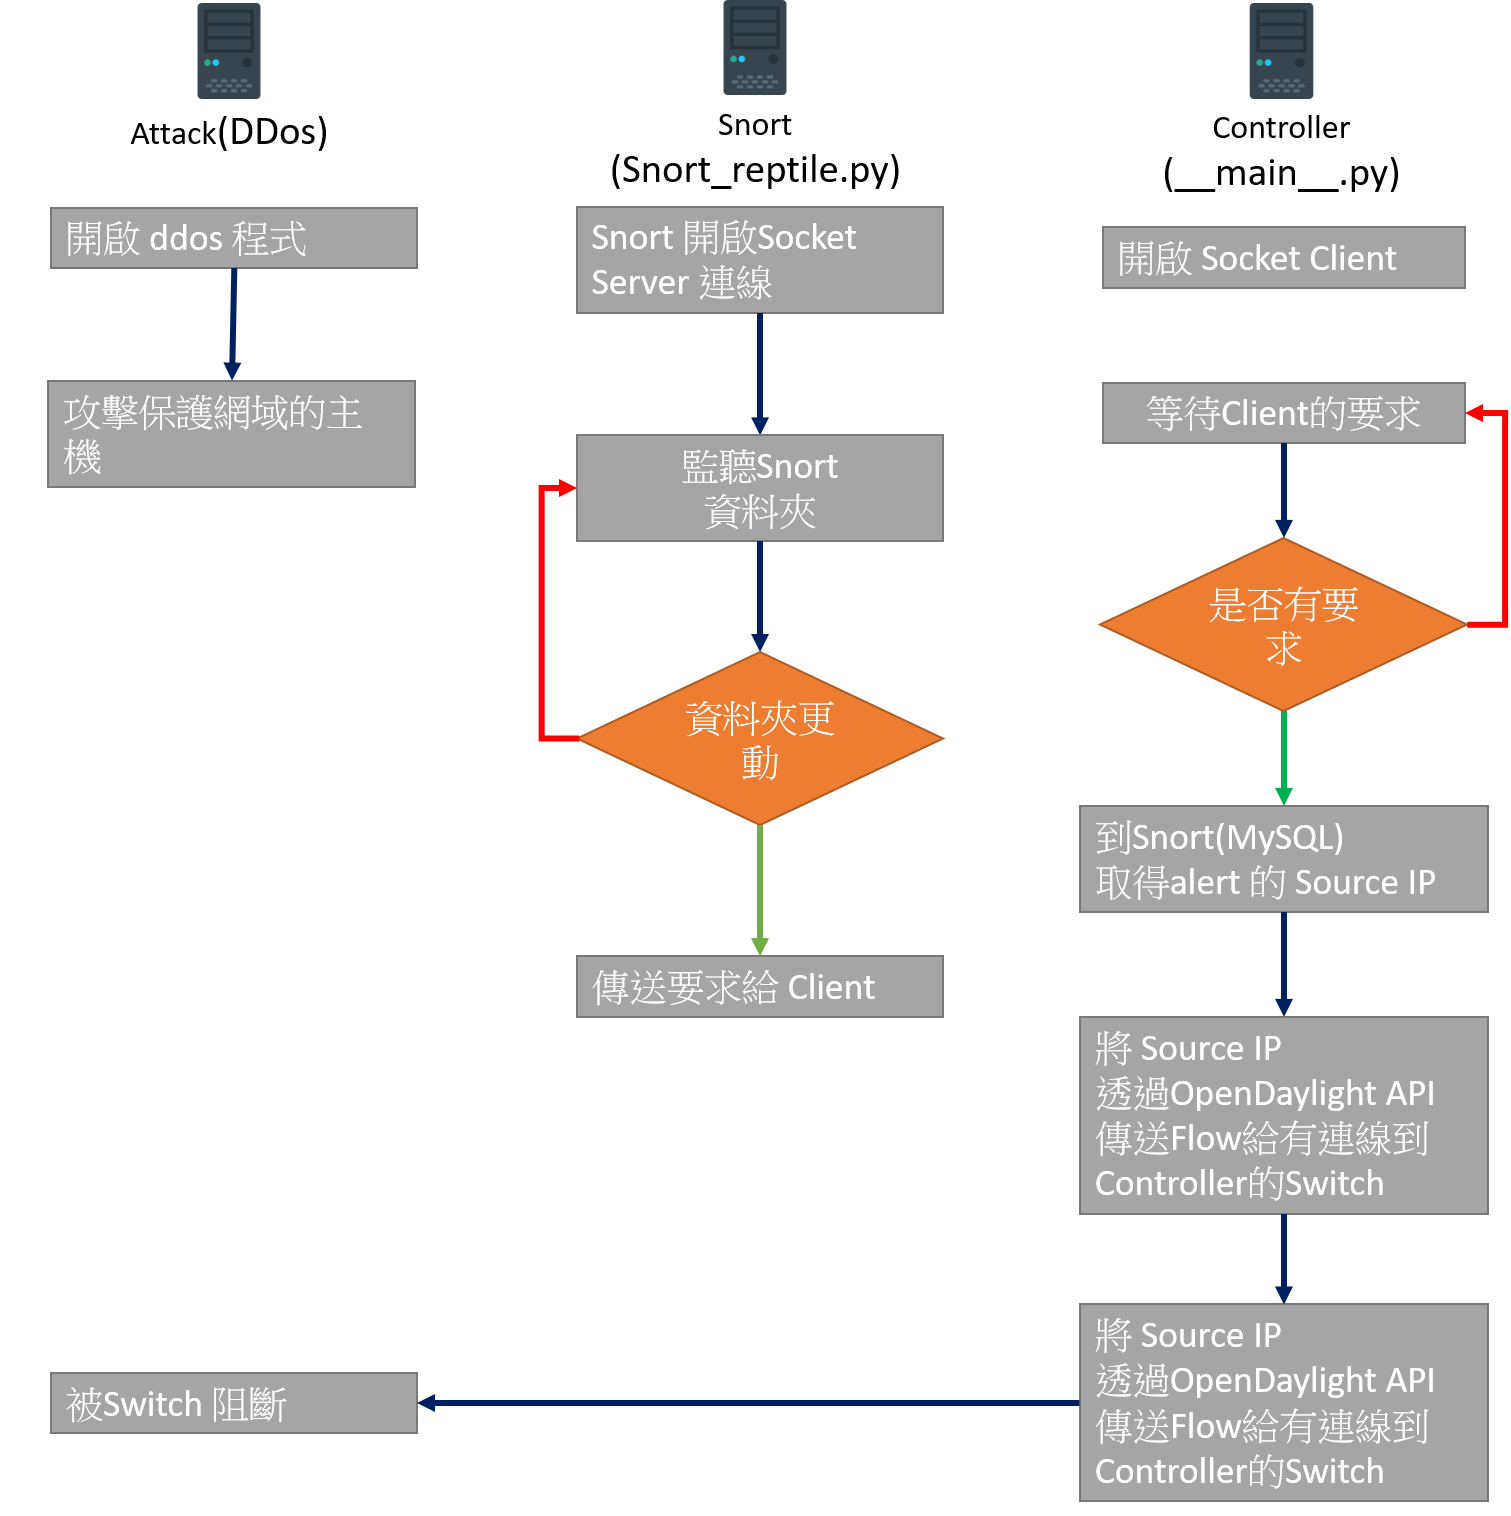 Attack(DDos)
開啟 ddos 程式
攻擊保護網域的主
機
被Switch 阻斷
Snort
(Snort_reptile.py)
Snort 開啟Socket
Server 連線
監聽Snort
資料夾
資料夾更
動
傳送要求給 Client
Controller
(__main__.py)
開啟 Socket Client
等待Client的要求
是否有要
求
到Snort(MySQL)
取得alert 的 Source IP
將 Source IP
透過OpenDaylight API
傳送Flow給有連線到
Controller的Switch
將 Source IP
透過OpenDaylight API
傳送Flow給有連線到
Controller的Switch